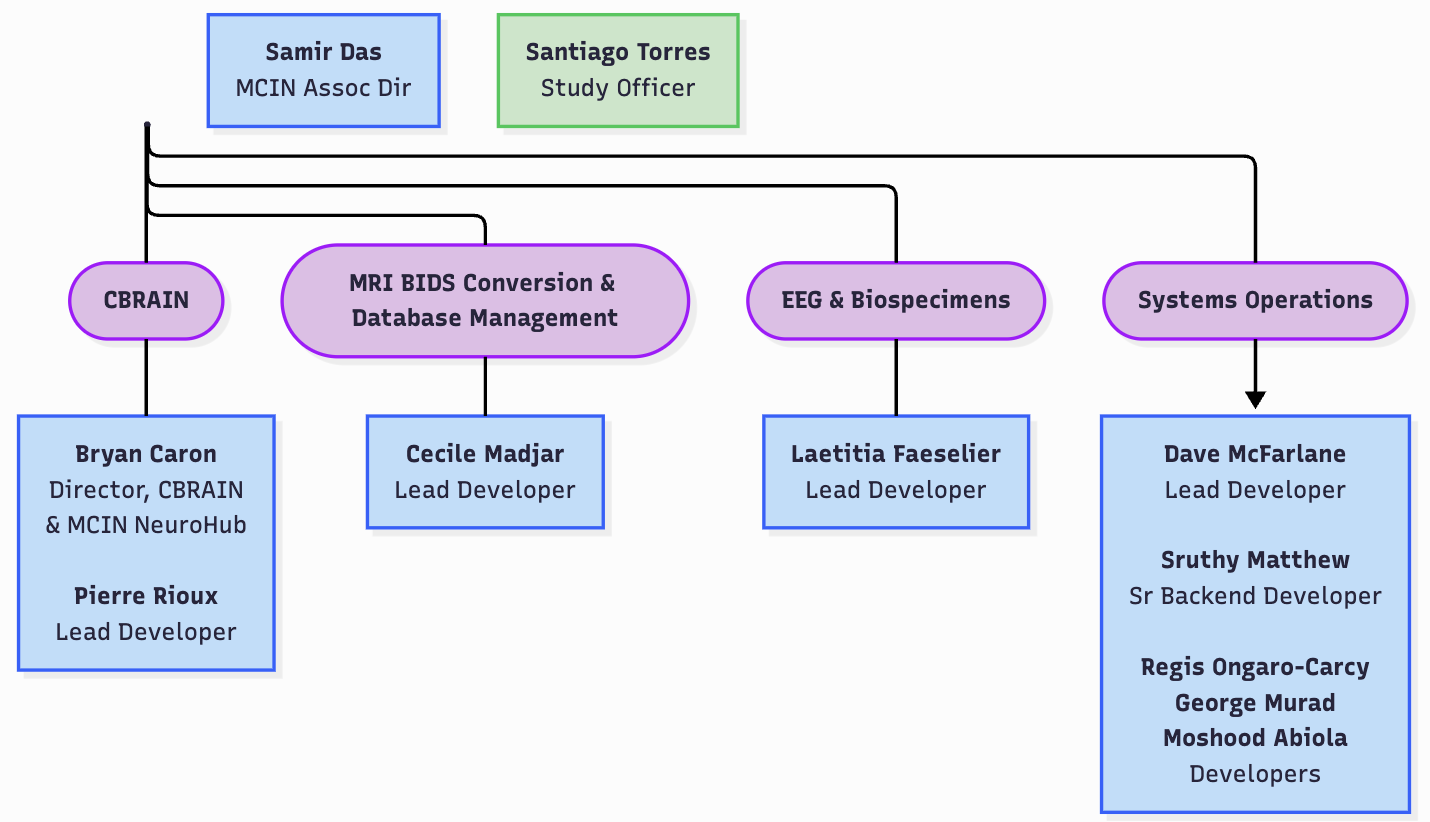 Samir Das
MCIN Assoc Dir
Santiago Torres
Study Officer
CBRAIN
MRI BIDS Conversion &
Database Management
EEG & Biospecimens
Systems Operations
Bryan Caron
Director, CBRAIN
& MCIN NeuroHub
Pierre Rioux
Lead Developer
Cecile Madjar
Lead Developer
Laetitia Faeselier
Lead Developer
Dave McFarlane
Lead Developer
Sruthy Matthew
Sr Backend Developer
Regis Ongaro-Carcy
George Murad
Moshood Abiola
Developers